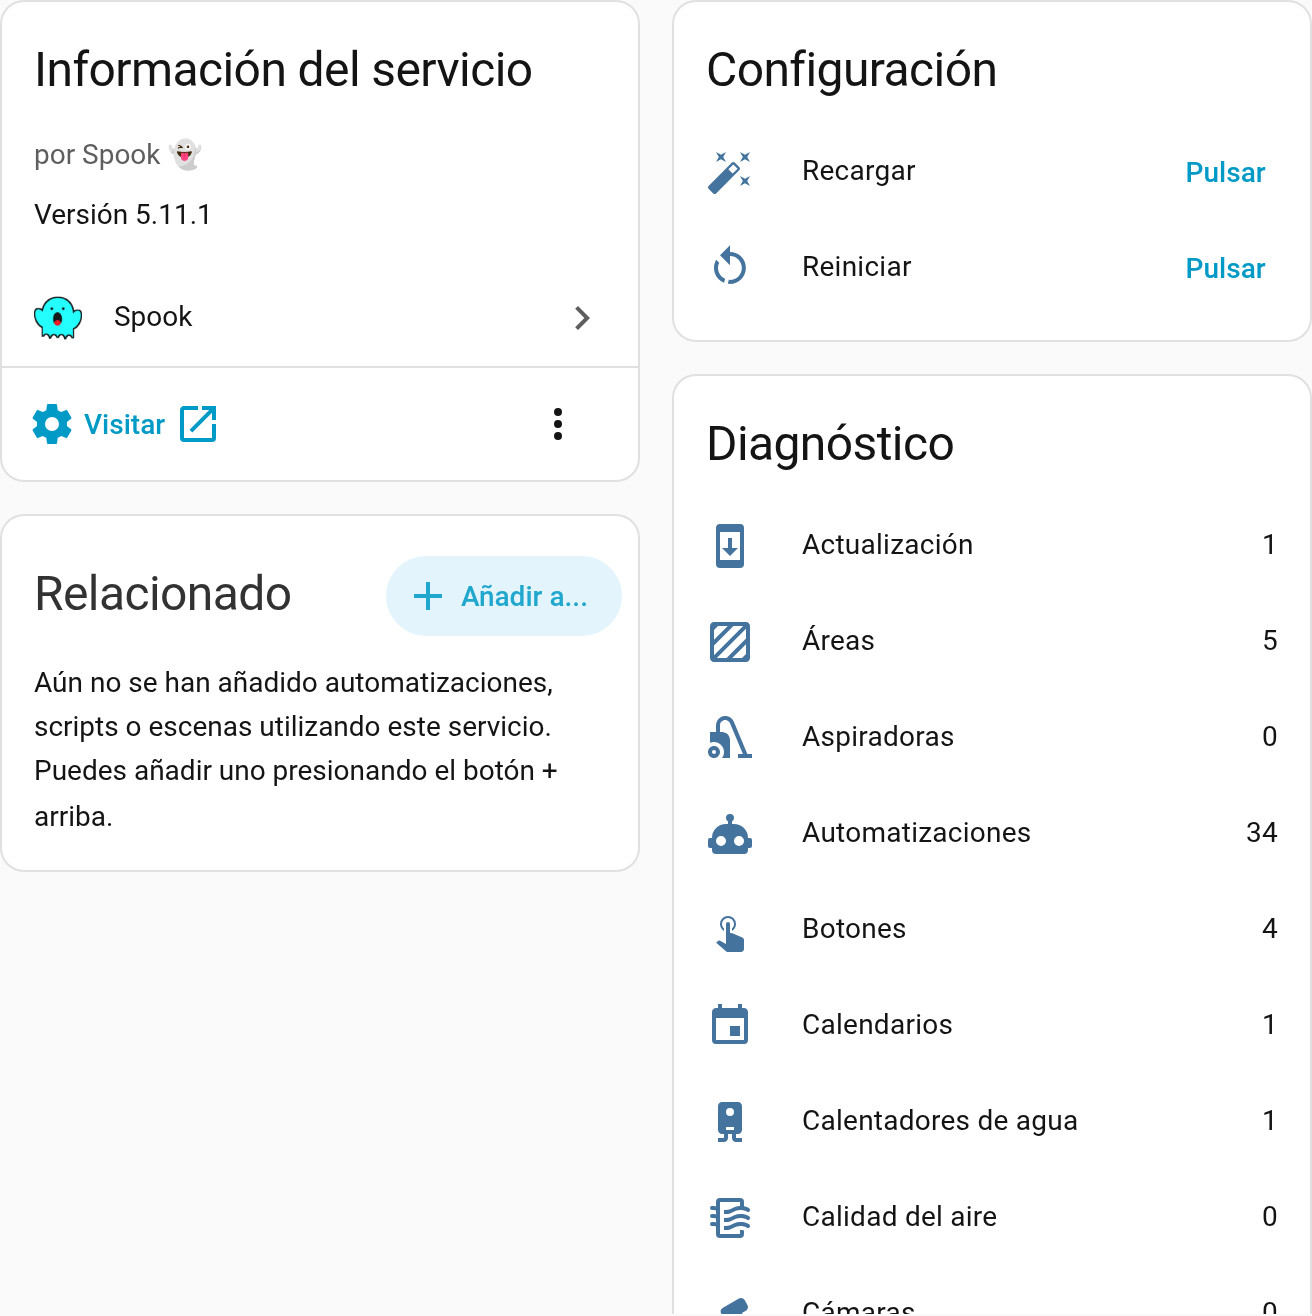 Información del servicio
por Spook 👻
Versión 5.11.1
Spook
Visitar
Relacionado
Añadir a...
Aún no se han añadido automatizaciones,
scripts o escenas utilizando este servicio.
Puedes añadir uno presionando el botón +
arriba.
Configuración
Recargar Pulsar
Reiniciar Pulsar
Diagnóstico
Actualización 1
Áreas 5
Aspiradoras 0
Automatizaciones 34
Botones 4
Calendarios 1
Calentadores de agua 1
Calidad del aire 0
Cámaras 0